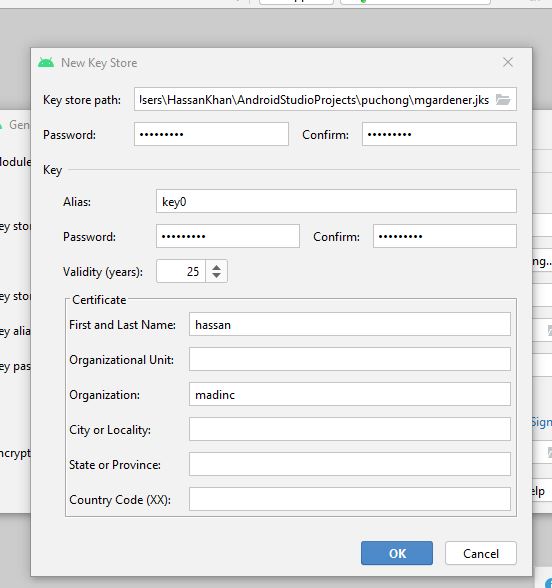 New Key Store
Key store path: \sers\HassanKhan\AndroidStudioProjects\puchong\mgardener.jks
Password: ••••••••• Confirm: •••••••••
Key
Alias: key0
Password: ••••••••• Confirm: •••••••••
Validity (years): 25
Certificate
First and Last Name: hassan
Organizational Unit:
Organization: madinc
City or Locality:
State or Province:
Country Code (XX):
OK Cancel
Gen
odule
ey stor
ng..
ey stor
ey alia
ey pas
Sign
ncrypt
elp